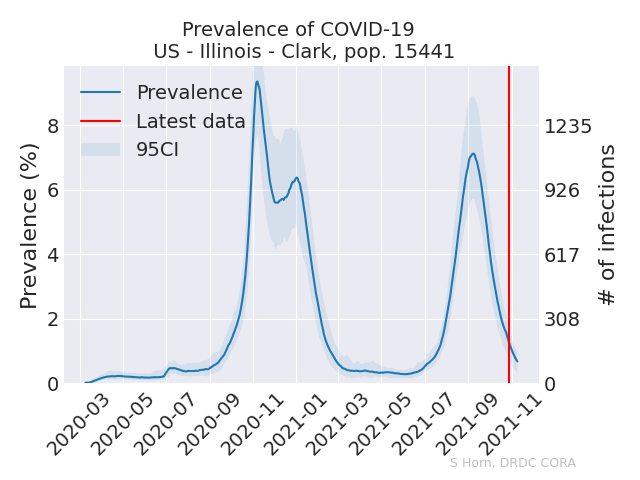 Prevalence of COVID-19
US - Illinois - Clark, pop. 15441
Prevalence
Latest data
95CI
Prevalence (%)
8
6
4
2
0
1235
926
617
308
0
# of infections
2020-03
2020-05
2020-07
2020-09
2020-11
2021-01
2021-03
2021-05
2021-07
2021-09
2021-11
S Horn, DRDC CORA